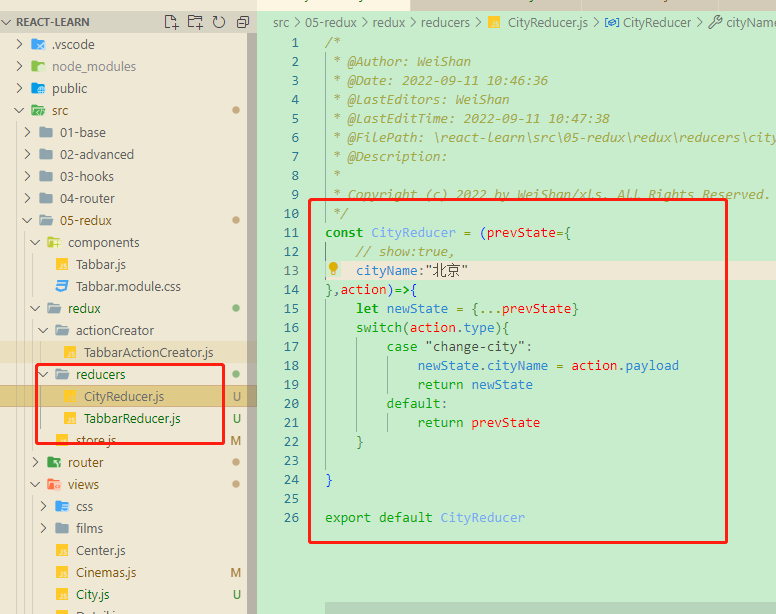 REACT-LEARN
.vscode
node_modules
public
src
01-base
02-advanced
03-hooks
04-router
05-redux
components
Tabbar.js
Tabbar.module.css
redux
actionCreator
TabbarActionCreator.js
reducers
CityReducer.js U
TabbarReducer.js U
store.js M
router
views
css
films
Center.js
Cinemas.js M
City.js U
src > 05-redux > redux > reducers > CityReducer.js > CityReducer > cityName
1 /*
2 * @Author: WeiShan
3 * @Date: 2022-09-11 10:46:36
4 * @LastEditors: WeiShan
5 * @LastEditTime: 2022-09-11 10:47:38
6 * @FilePath: \react-learn\src\05-redux\redux\reducers\city
7 * @Description:
8 *
9 * Copyright (c) 2022 by WeiShan/xls, All Rights Reserved.
10 */
11 const CityReducer = (prevState={
12 // show:true,
13 cityName:"北京"
14 },action)=>{
15 let newState = {...prevState}
16 switch(action.type){
17 case "change-city":
18 newState.cityName = action.payload
19 return newState
20 default:
21 return prevState
22 }
23
24 }
25
26 export default CityReducer